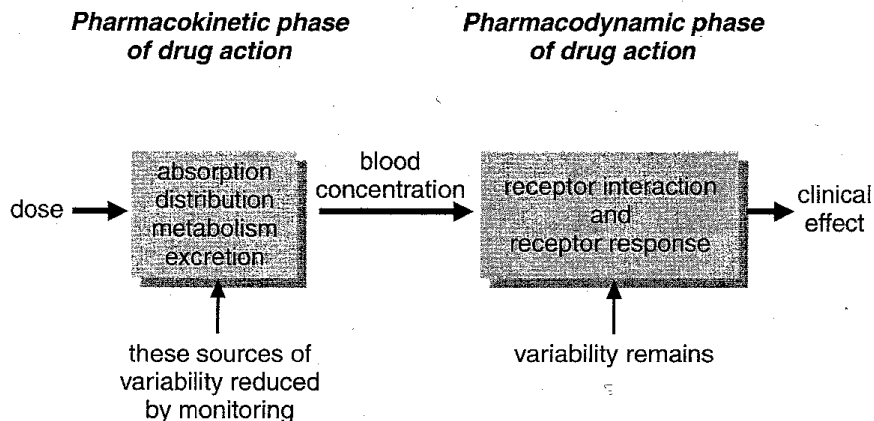 Pharmacokinetic phase
of drug action
Pharmacodynamic phase
of drug action
dose
absorption
distribution
metabolism
excretion
blood
concentration
receptor interaction
and
receptor response
clinical
effect
these sources of
variability reduced
by monitoring
variability remains